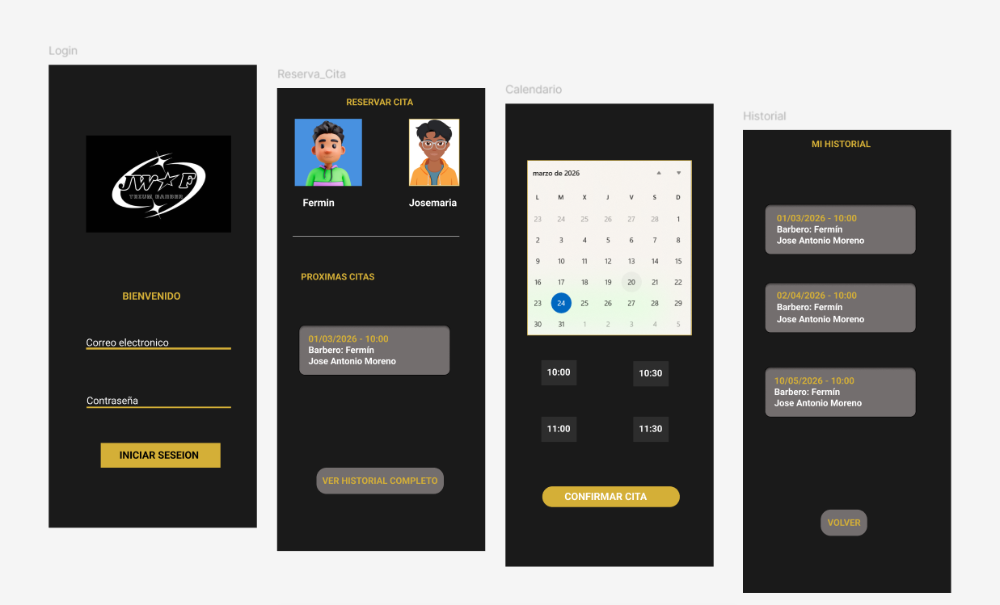 Login
JW★F
TRIUM BARBER
BIENVENIDO
Correo electronico
Contraseña
INICIAR SESEION
Reserva_Cita
RESERVAR CITA
Fermin
Josemaria
PROXIMAS CITAS
01/03/2026 - 10:00
Barbero: Fermín
Jose Antonio Moreno
VER HISTORIAL COMPLETO
Calendario
marzo de 2026
L M X J V S D
23 24 25 26 27 28 1
2 3 4 5 6 7 8
9 10 11 12 13 14 15
16 17 18 19 20 21 22
23 24 25 26 27 28 29
30 31 1 2 3 4 5
10:00 10:30
11:00 11:30
CONFIRMAR CITA
Historial
MI HISTORIAL
01/03/2026 - 10:00
Barbero: Fermín
Jose Antonio Moreno
02/04/2026 - 10:00
Barbero: Fermín
Jose Antonio Moreno
10/05/2026 - 10:00
Barbero: Fermín
Jose Antonio Moreno
VOLVER